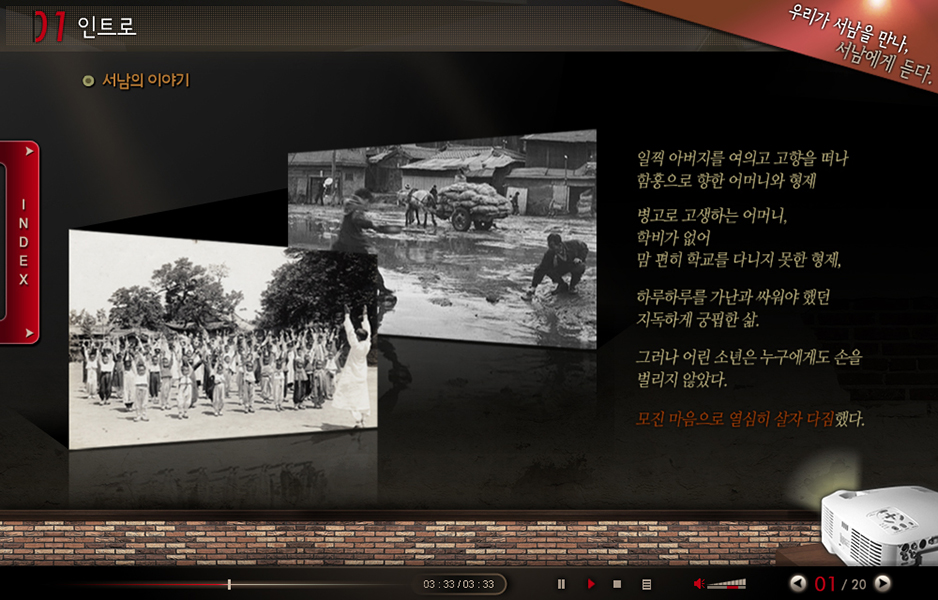 01 인트로
우리가 서남을 만나,
서남에게 듣다.
서남의 이야기
INDEX
일찍 아버지를 여의고 고향을 떠나
함흥으로 향한 어머니와 형제
병고로 고생하는 어머니,
학비가 없어
맘 편히 학교를 다니지 못한 형제,
하루하루를 가난과 싸워야 했던
지독하게 궁핍한 삶.
그러나 어린 소년은 누구에게도 손을
벌리지 않았다.
모진 마음으로 열심히 살자 다짐했다.
03 : 33 / 03 : 33
01 / 20